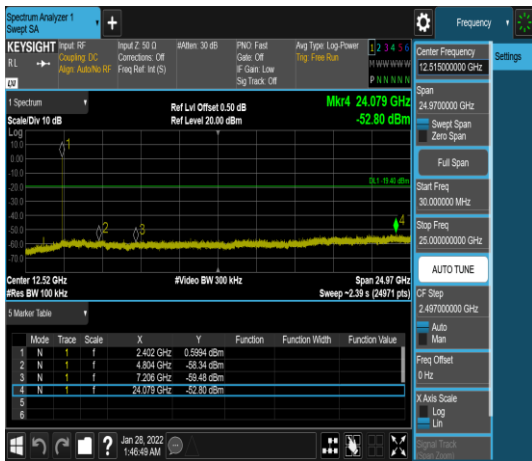 Spectrum Analyzer 1
Swept SA
Frequency
KEYSIGHT
Input: RF
Input Z: 50 Ω
#Atten: 30 dB
PNO: Fast
Avg Type: Log-Power
1 2 3 4 5 6
RL
Coupling: DC
Corrections: Off
Gate: Off
Trig: Free Run
Align: Auto/No RF
Freq Ref: Int (S)
IF Gain: Low
Sig Track: Off
M W W W W W
P N N N N N
LXI
1 Spectrum
Ref Lvl Offset 0.50 dB
Mkr4 24.079 GHz
Scale/Div 10 dB
Ref Level 20.00 dBm
-52.80 dBm
Log
10.0
0.00
-10.0
-20.0
-30.0
-40.0
-50.0
-60.0
-70.0
1
2
3
4
DL1 -19.40 dBm
Center 12.52 GHz
#Video BW 300 kHz
Span 24.97 GHz
#Res BW 100 kHz
Sweep ~2.39 s (24971 pts)
5 Marker Table
Mode Trace Scale X Y Function Function Width Function Value
1 N 1 f 2.402 GHz 0.5994 dBm
2 N 1 f 4.804 GHz -58.34 dBm
3 N 1 f 7.206 GHz -59.48 dBm
4 N 1 f 24.079 GHz -52.80 dBm
5
6
Jan 28, 2022
1:46:49 AM
Center Frequency
12.515000000 GHz
Settings
Span
24.9700000 GHz
Swept Span
Zero Span
Full Span
Start Freq
30.000000 MHz
Stop Freq
25.000000000 GHz
AUTO TUNE
CF Step
2.497000000 GHz
Auto
Man
Freq Offset
0 Hz
X Axis Scale
Log
Lin
Signal Track
(Span Zoom)